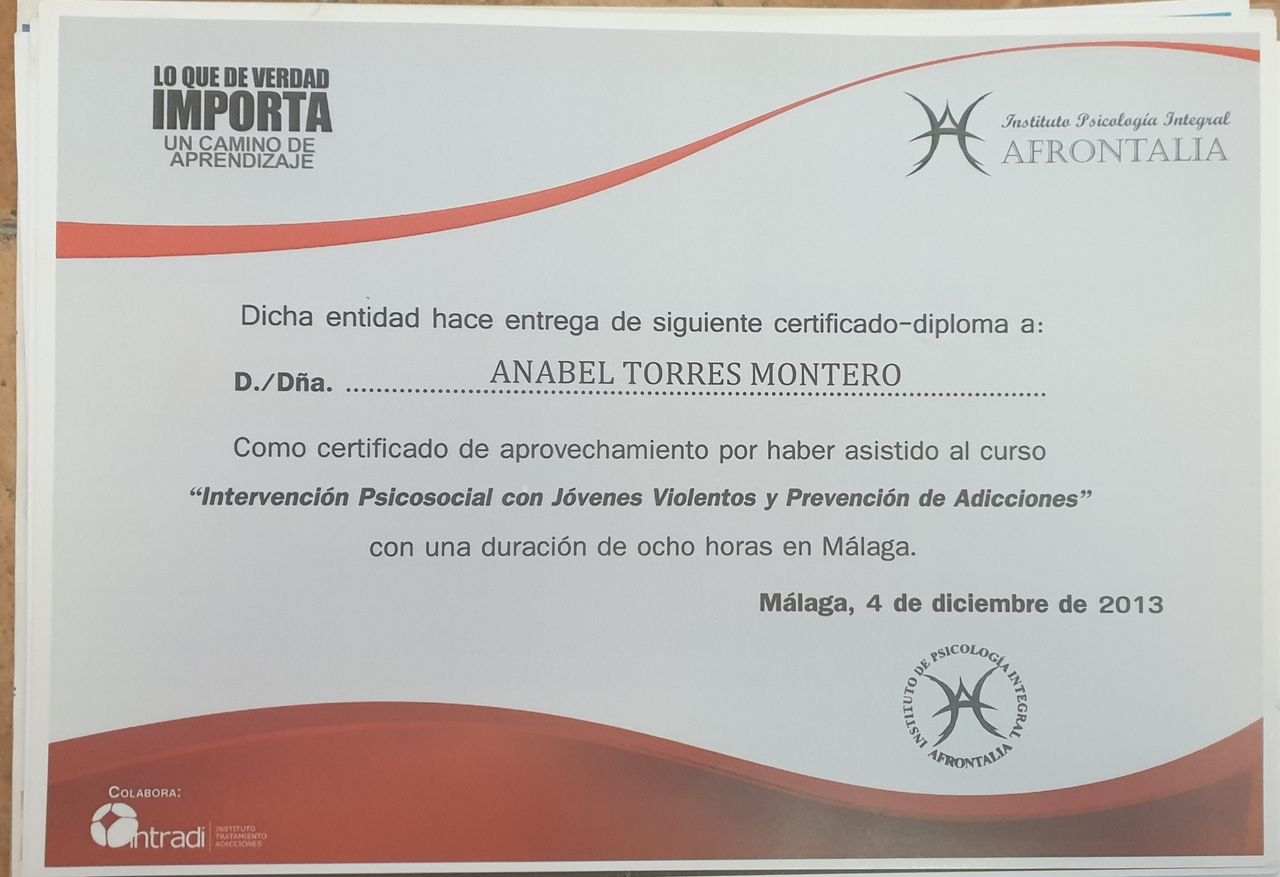 LO QUE DE VERDAD
IMPORTA
UN CAMINO DE
APRENDIZAJE
Instituto Psicología Integral
AFRONTALIA
Dicha entidad hace entrega de siguiente certificado-diploma a:
D./Dña. ANABEL TORRES MONTERO
Como certificado de aprovechamiento por haber asistido al curso
“Intervención Psicosocial con Jóvenes Violentos y Prevención de Adicciones”
con una duración de ocho horas en Málaga.
Málaga, 4 de diciembre de 2013
INSTITUTO DE PSICOLOGÍA INTEGRAL
AFRONTALIA
COLABORA:
intradi
INSTITUTO
TRATAMIENTO
ADICCIONES